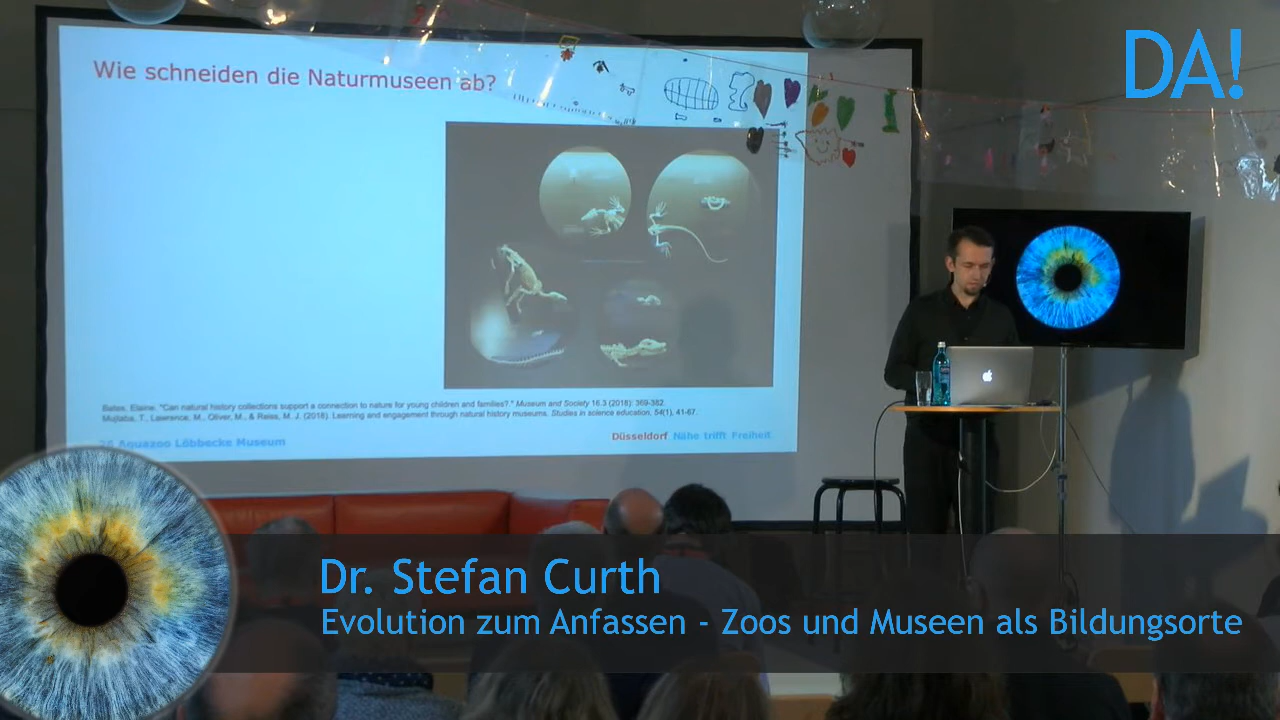 DA!
Wie schneiden die Naturmuseen ab?
Bates, Elaine. "Can natural history collections support a connection to nature for young children and families?." Museum and Society 16.3 (2018): 369-382.
Mujtaba, T., Lawrence, M., Oliver, M., & Reiss, M. J. (2018). Learning and engagement through natural history museums. Studies in science education, 54(1), 41-67.
Aquazoo Löbbecke Museum
Düsseldorf Nähe trifft Freiheit
Dr. Stefan Curth
Evolution zum Anfassen - Zoos und Museen als Bildungsorte